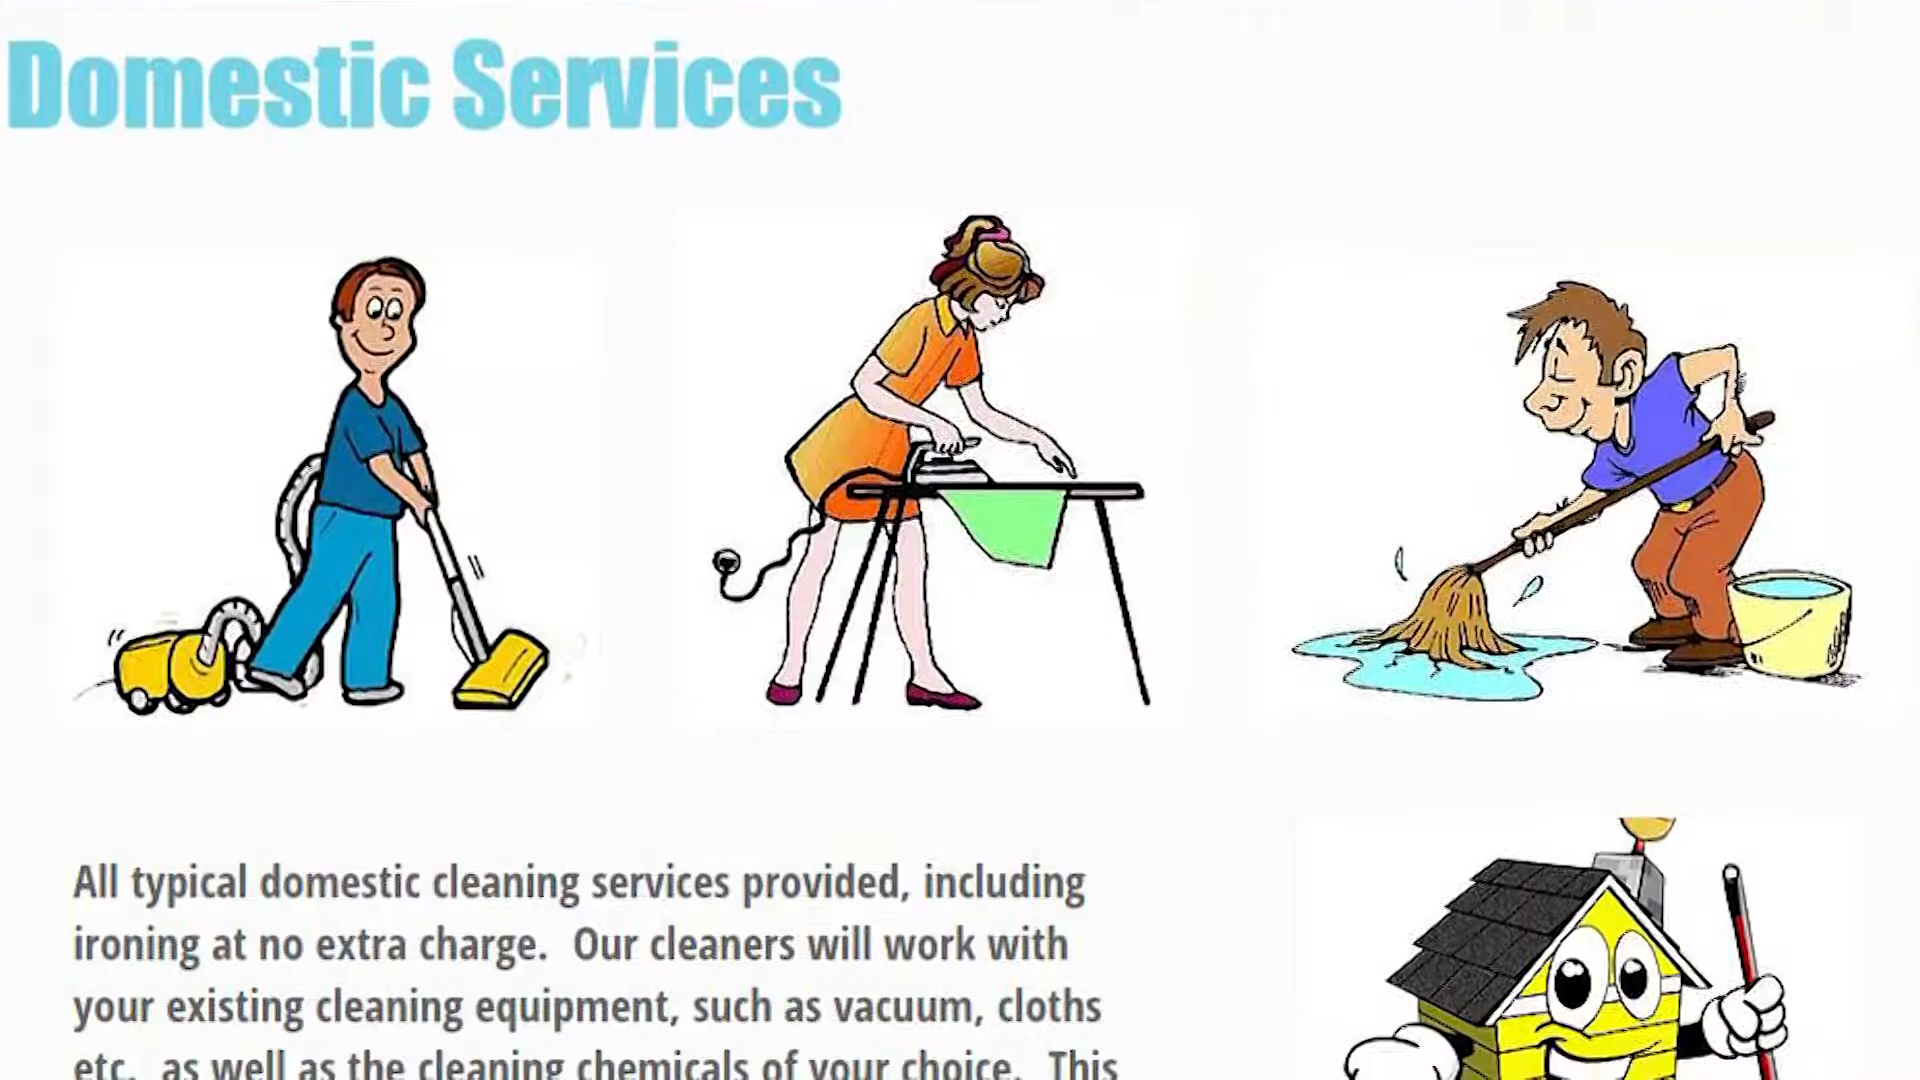 Domestic Services
All typical domestic cleaning services provided, including
ironing at no extra charge.  Our cleaners will work with
your existing cleaning equipment, such as vacuum, cloths
etc.  as well as the cleaning chemicals of your choice.  This